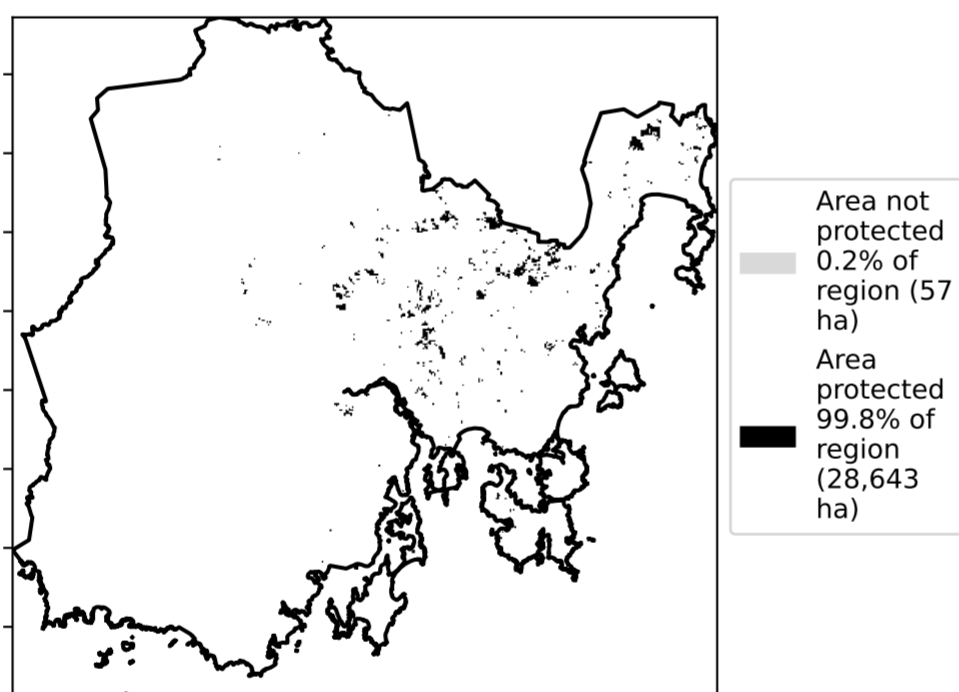 Area not
protected
0.2% of
region (57
ha)
Area
protected
99.8% of
region
(28,643
ha)